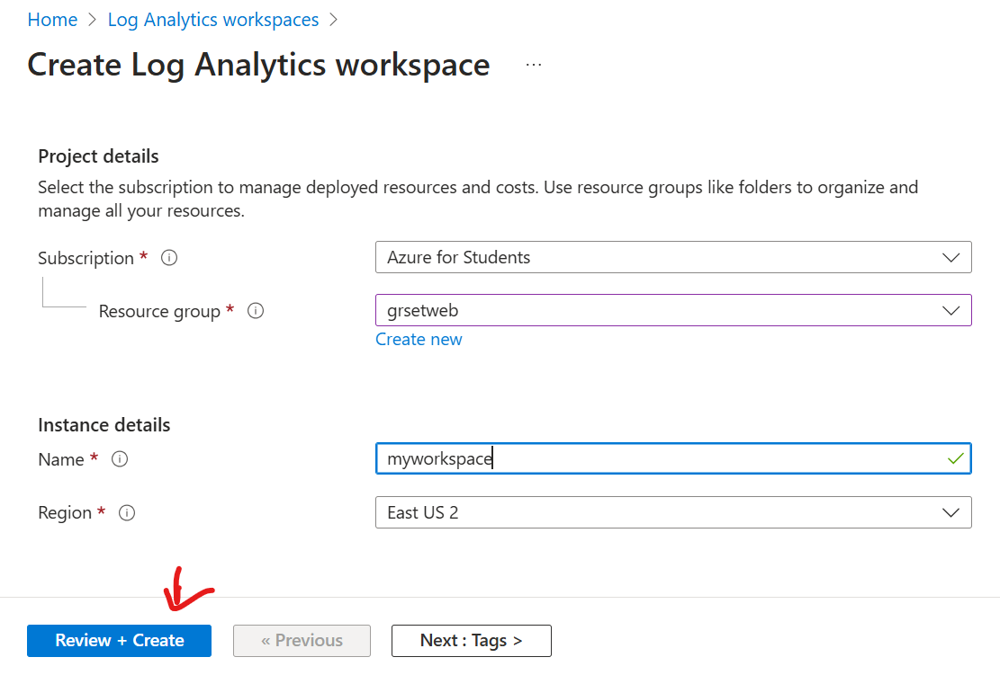 Home > Log Analytics workspaces >
Create Log Analytics workspace ...
Project details
Select the subscription to manage deployed resources and costs. Use resource groups like folders to organize and
manage all your resources.
Subscription * Azure for Students
Resource group * grsetweb
Create new
Instance details
Name * myworkspace
Region * East US 2
Review + Create « Previous Next : Tags >